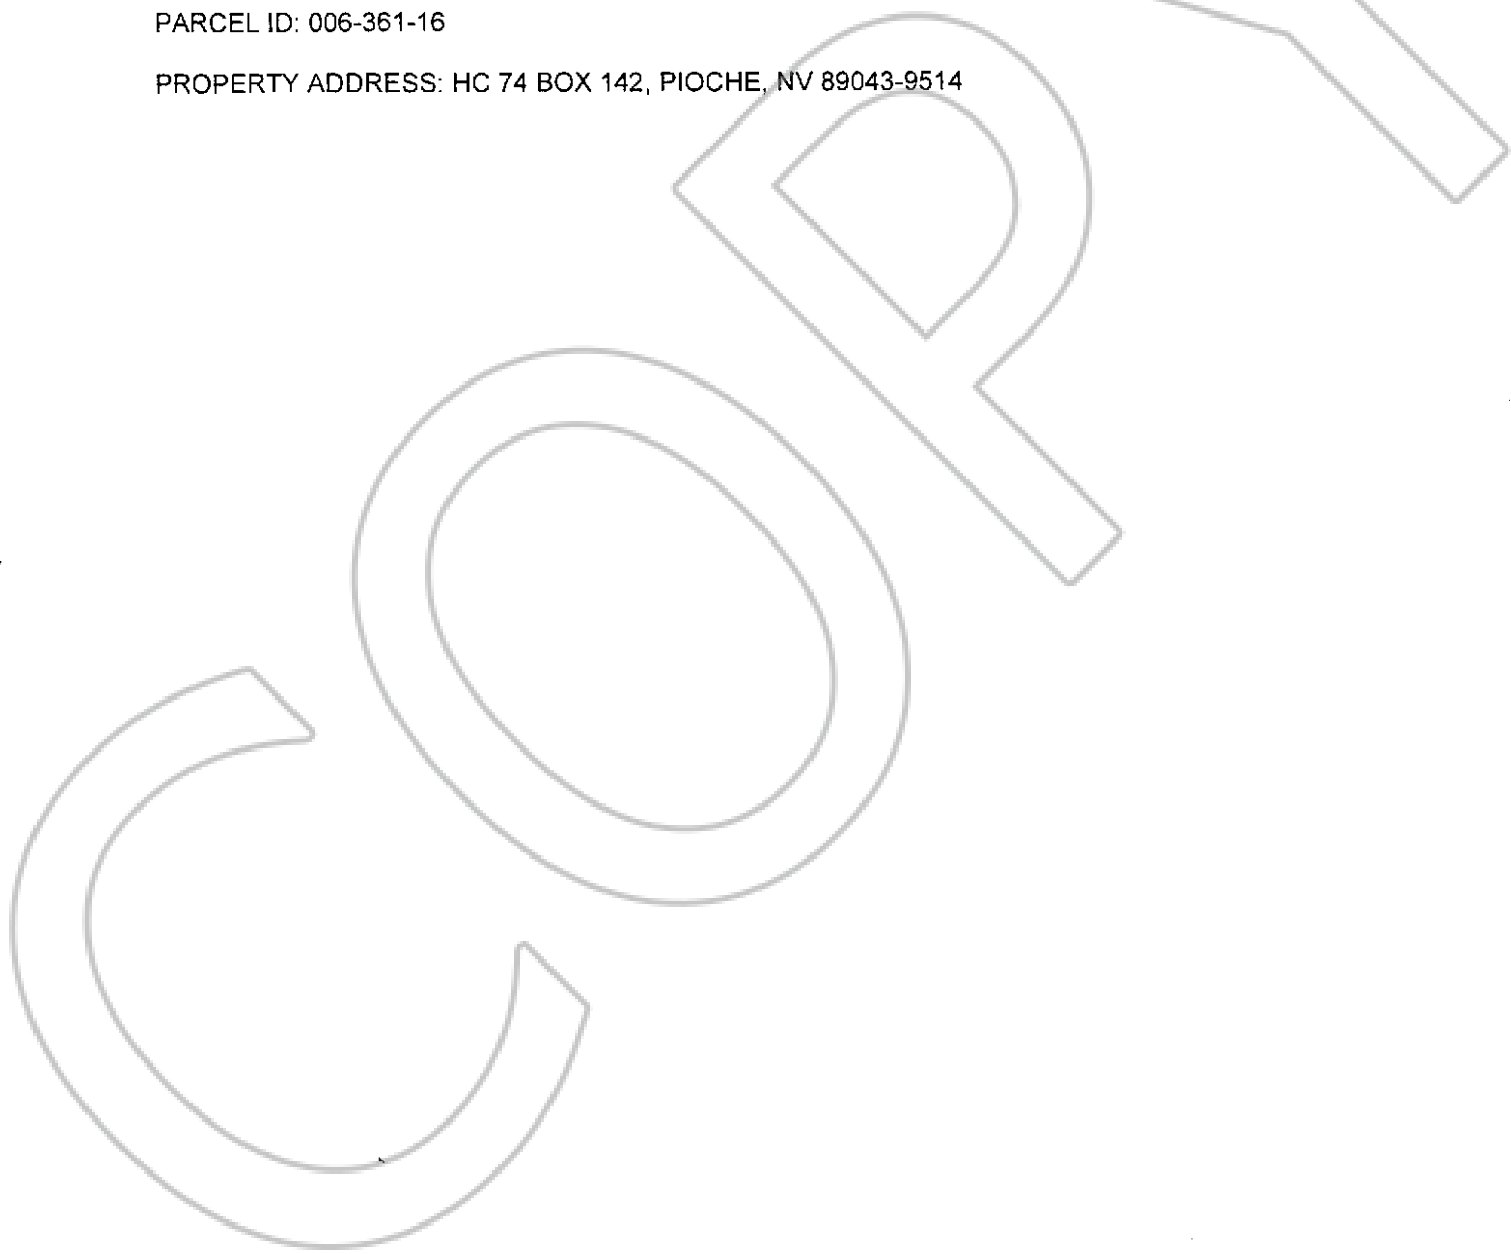 PARCEL ID: 006-361-16
PROPERTY ADDRESS: HC 74 BOX 142, PIOCHE, NV 89043-9514
COPY